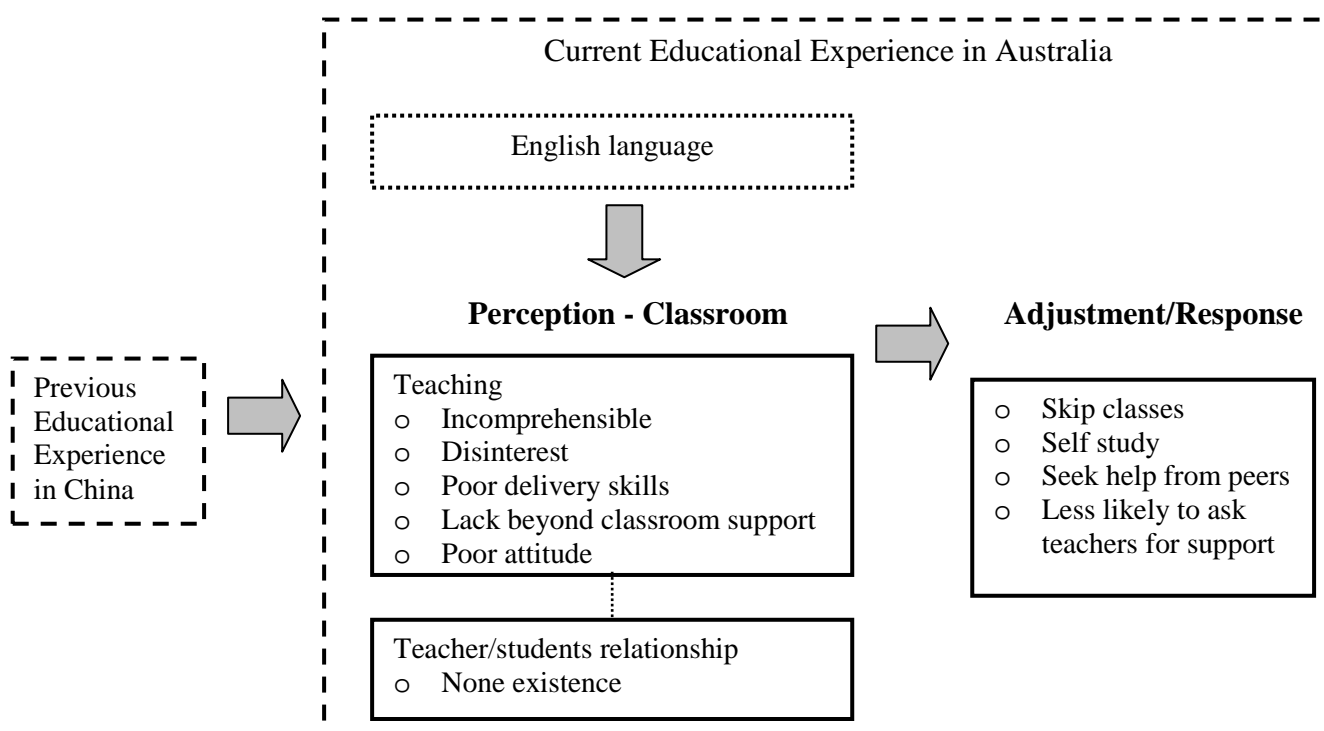 Current Educational Experience in Australia
English language
Perception - Classroom
Adjustment/Response
Previous
Educational
Experience
in China
Teaching
o Incomprehensible
o Disinterest
o Poor delivery skills
o Lack beyond classroom support
o Poor attitude
Teacher/students relationship
o None existence
o Skip classes
o Self study
o Seek help from peers
o Less likely to ask
teachers for support